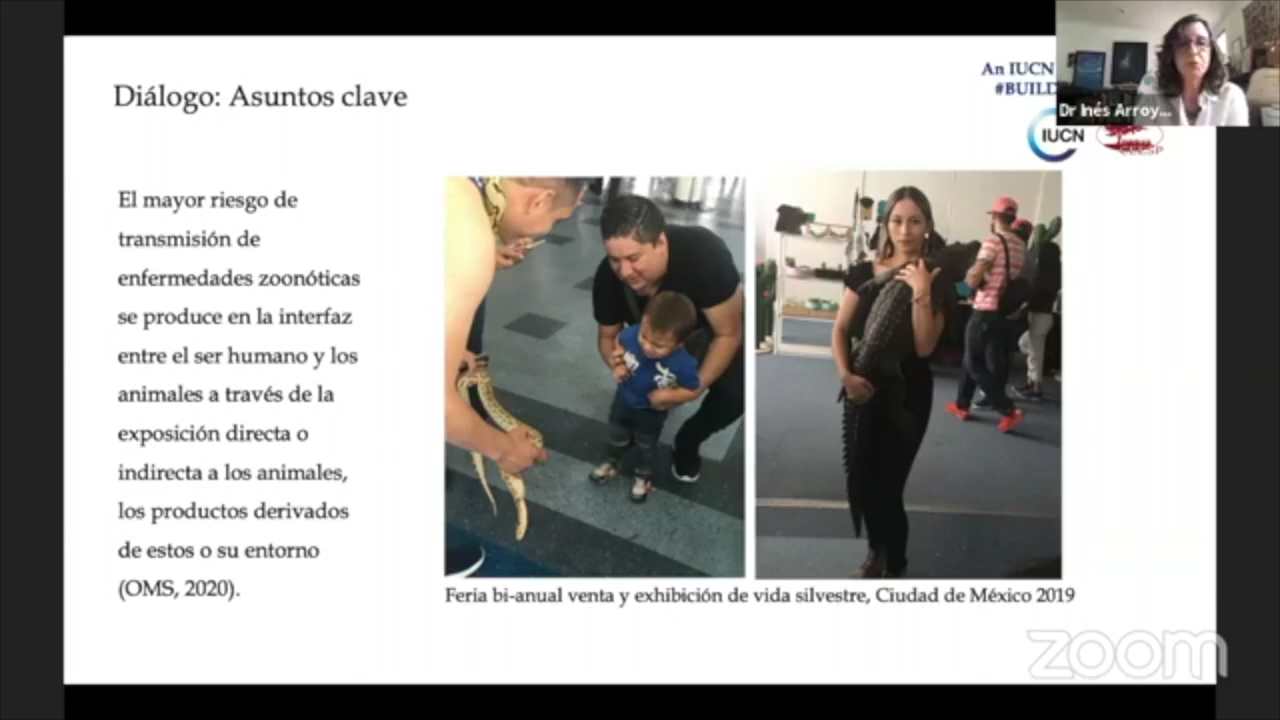 Diálogo: Asuntos clave
An IUCN
#BUILD
Dr Inés Arroy...
IUCN
El mayor riesgo de
transmisión de
enfermedades zoonóticas
se produce en la interfaz
entre el ser humano y los
animales a través de la
exposición directa o
indirecta a los animales,
los productos derivados
de estos o su entorno
(OMS, 2020).
Feria bi-anual venta y exhibición de vida silvestre, Ciudad de México 2019
zoom